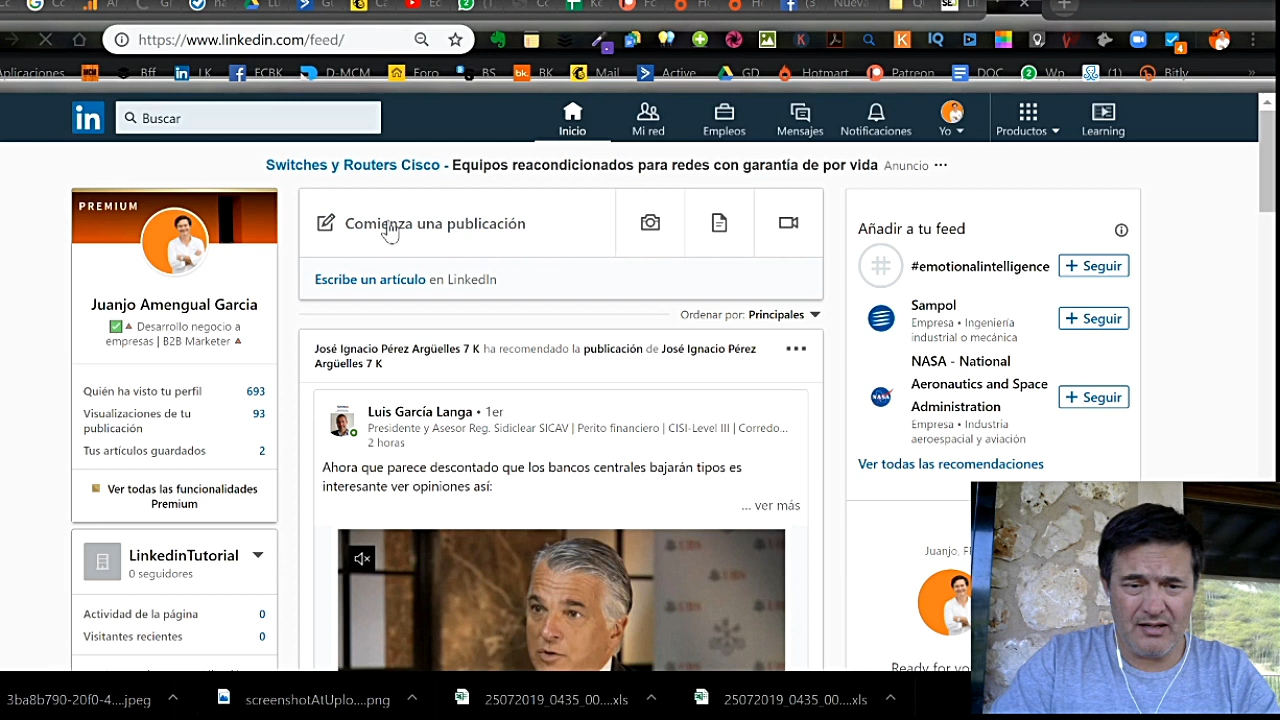 https://www.linkedin.com/feed/
Aplicaciones Bff LK FCBK D-MCM Foro BS BK Mail Active GD Hotmart Patreon DOC Wp (1) Bitly »
in Buscar Inicio Mi red Empleos Mensajes Notificaciones Yo Productos Learning
Switches y Routers Cisco - Equipos reacondicionados para redes con garantía de por vida Anuncio
PREMIUM
Juanjo Amengual Garcia
Desarrollo negocio a
empresas | B2B Marketer
Quién ha visto tu perfil 693
Visualizaciones de tu
publicación 93
Tus artículos guardados 2
Ver todas las funcionalidades
Premium
LinkedinTutorial
0 seguidores
Actividad de la página 0
Visitantes recientes 0
Comienza una publicación
Escribe un artículo en LinkedIn
Ordenar por: Principales
José Ignacio Pérez Argüelles 7 K ha recomendado la publicación de José Ignacio Pérez
Argüelles 7 K
Luis García Langa • 1er
Presidente y Asesor Reg. Sidiclear SICAV | Perito financiero | CISI-Level III | Corredo...
2 horas
Ahora que parece descontado que los bancos centrales bajarán tipos es
interesante ver opiniones así:
... ver más
UBS
Añadir a tu feed
#emotionalintelligence + Seguir
Sampol
Empresa • Ingeniería
industrial o mecánica
+ Seguir
NASA - National
Aeronautics and Space
Administration
Empresa • Industria
aeroespacial y aviación
+ Seguir
Ver todas las recomendaciones
Ready for yo
3ba8b790-20f0-4....jpeg screenshotAtUplo....png 25072019_0435_00....xls 25072019_0435_00....xls